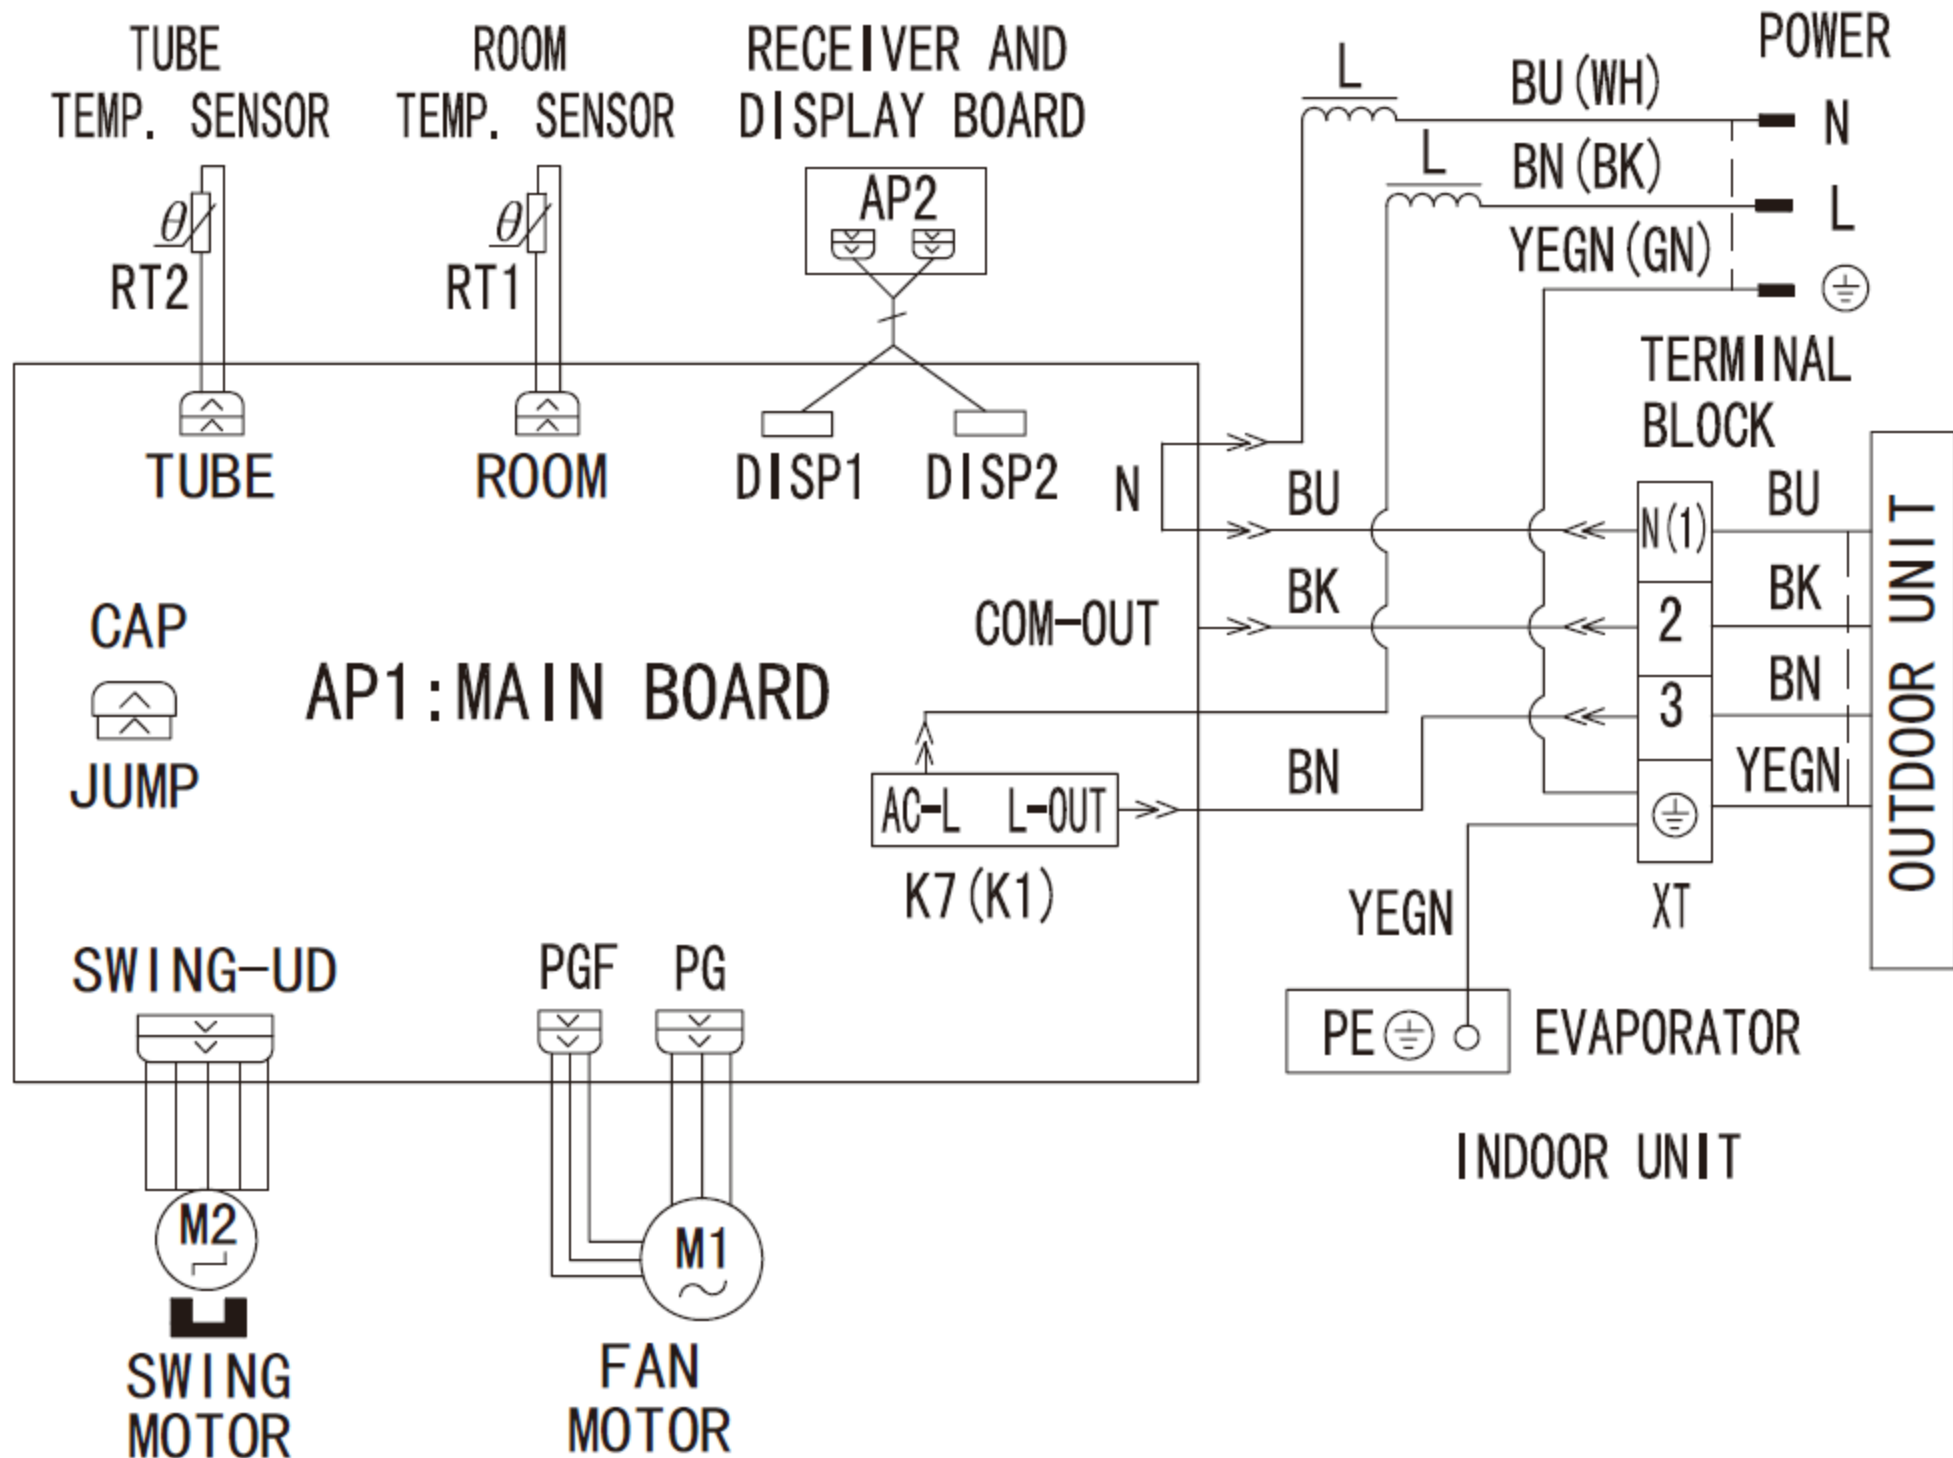 TUBE
TEMP. SENSOR
ROOM
TEMP. SENSOR
RECEIVER AND
DISPLAY BOARD
POWER
L
BU(WH)
N
L
BN(BK)
L
YEGN(GN)
AP2
θ
RT2
θ
RT1
TUBE
ROOM
DISP1
DISP2
N
TERMINAL
BLOCK
BU
N(1)
BU
BK
2
BK
COM-OUT
3
BN
BN
YEGN
OUTDOOR UNIT
CAP
JUMP
AP1:MAIN BOARD
AC-L
L-OUT
K7(K1)
XT
YEGN
SWING-UD
PGF
PG
PE
EVAPORATOR
INDOOR UNIT
M2
M1
SWING
MOTOR
FAN
MOTOR